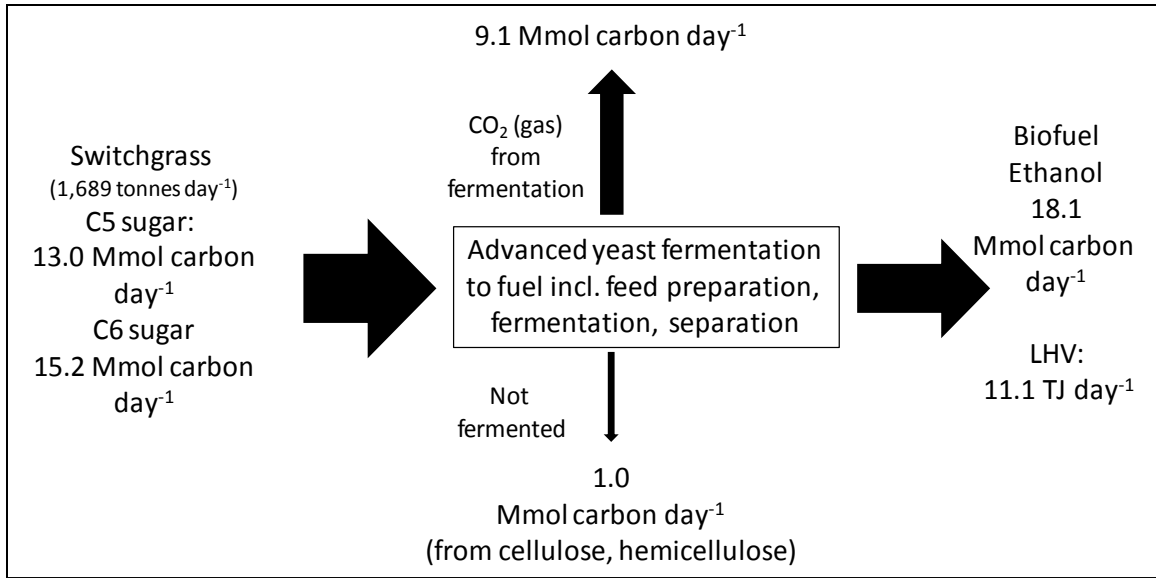 9.1 Mmol carbon day⁻¹
CO₂ (gas)
from
fermentation
Switchgrass
(1,689 tonnes day⁻¹)
C5 sugar:
13.0 Mmol carbon
day⁻¹
C6 sugar
15.2 Mmol carbon
day⁻¹
Advanced yeast fermentation
to fuel incl. feed preparation,
fermentation, separation
Biofuel
Ethanol
18.1
Mmol carbon
day⁻¹
LHV:
11.1 TJ day⁻¹
Not
fermented
1.0
Mmol carbon day⁻¹
(from cellulose, hemicellulose)